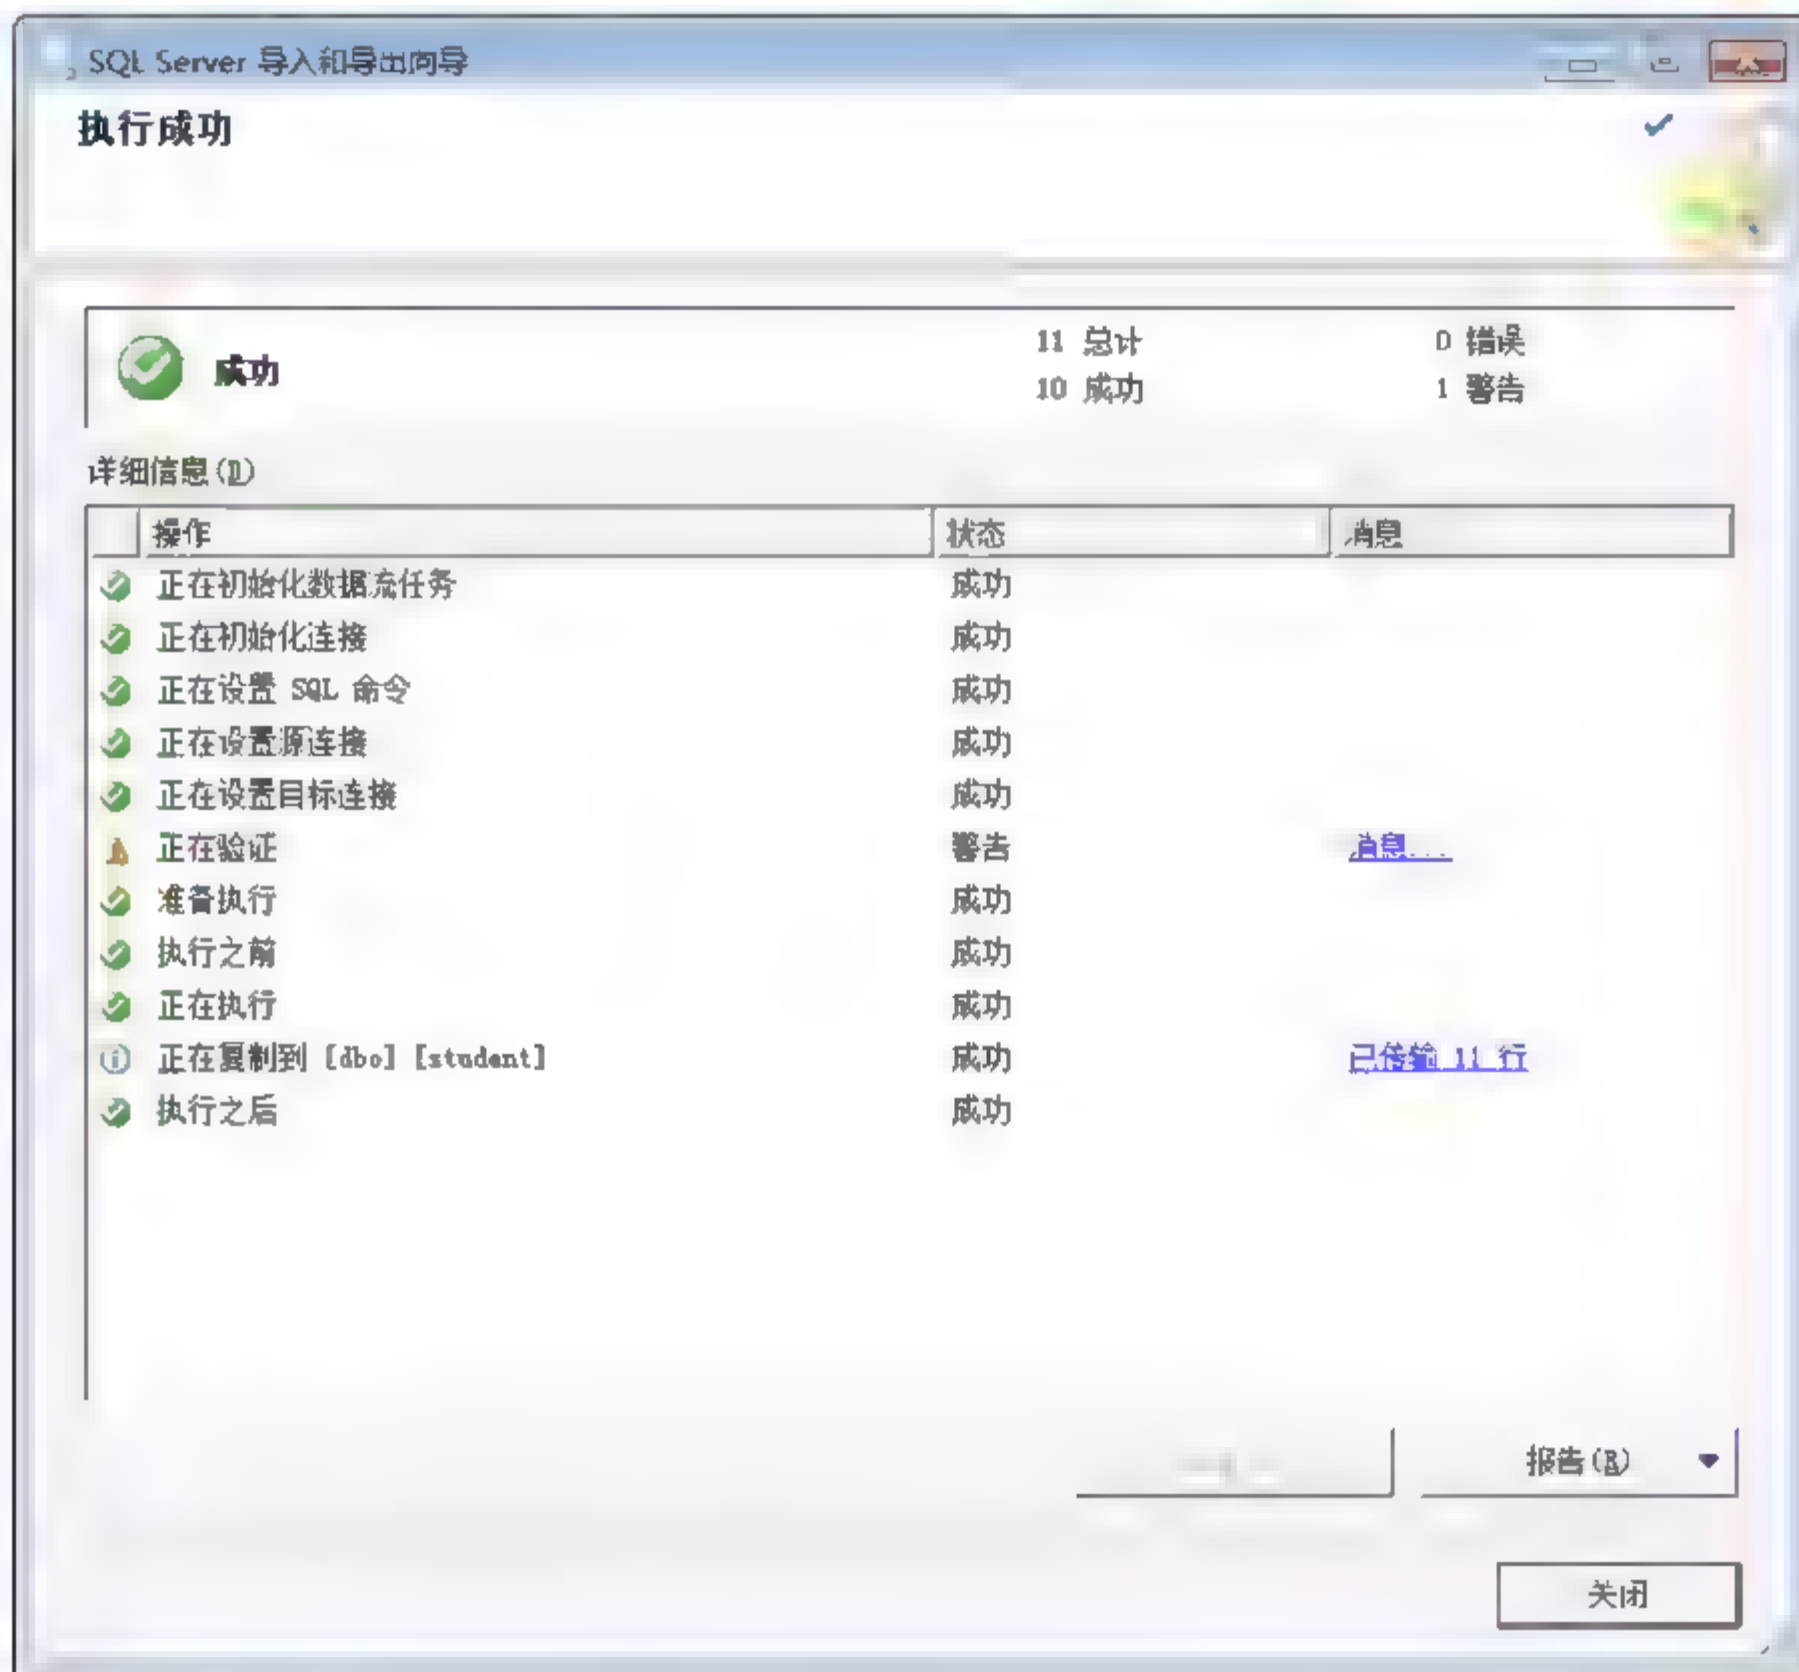 SQL Server 导入和导出向导
执行成功
成功
11 总计
0 错误
10 成功
1 警告
详细信息(D)
操作 状态 消息
正在初始化数据流任务 成功
正在初始化连接 成功
正在设置 SQL 命令 成功
正在设置源连接 成功
正在设置目标连接 成功
正在验证 警告 消息...
准备执行 成功
执行之前 成功
正在执行 成功
正在复制到 [dbo] [student] 成功 已传输 11 行
执行之后 成功
报告(R)
关闭